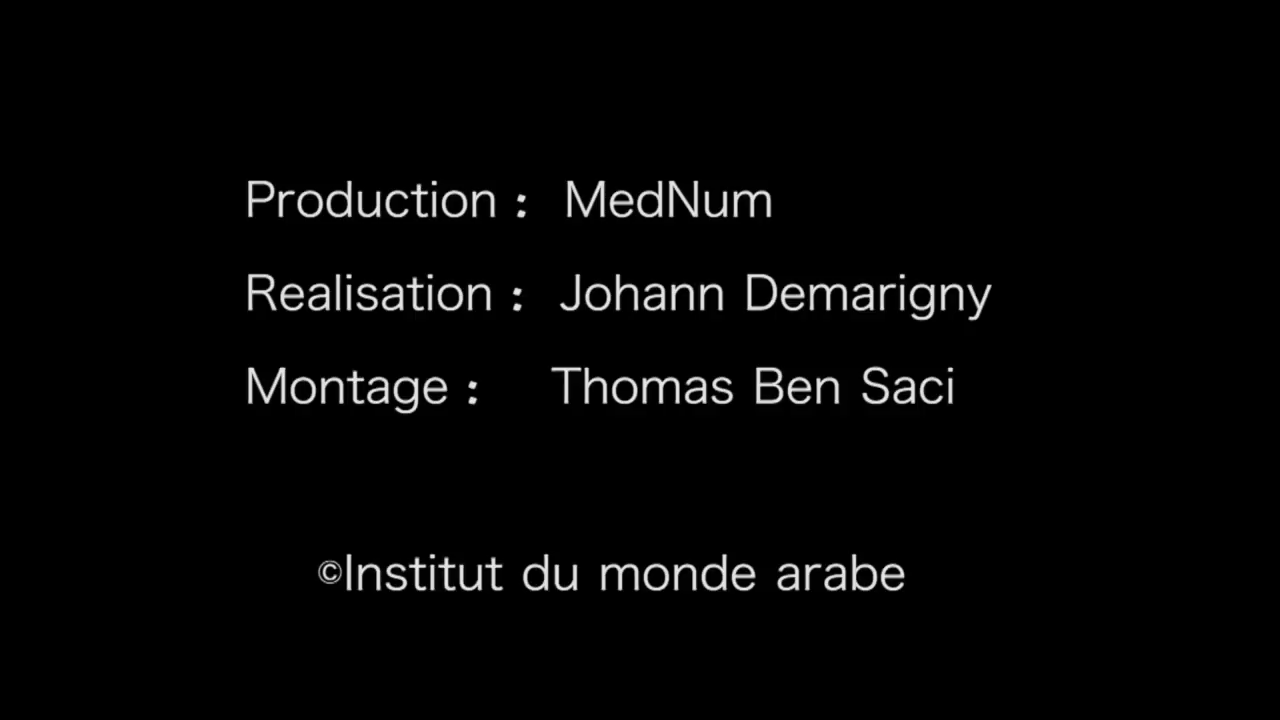 Production : MedNum
Realisation : Johann Demarigny
Montage : Thomas Ben Saci
©Institut du monde arabe